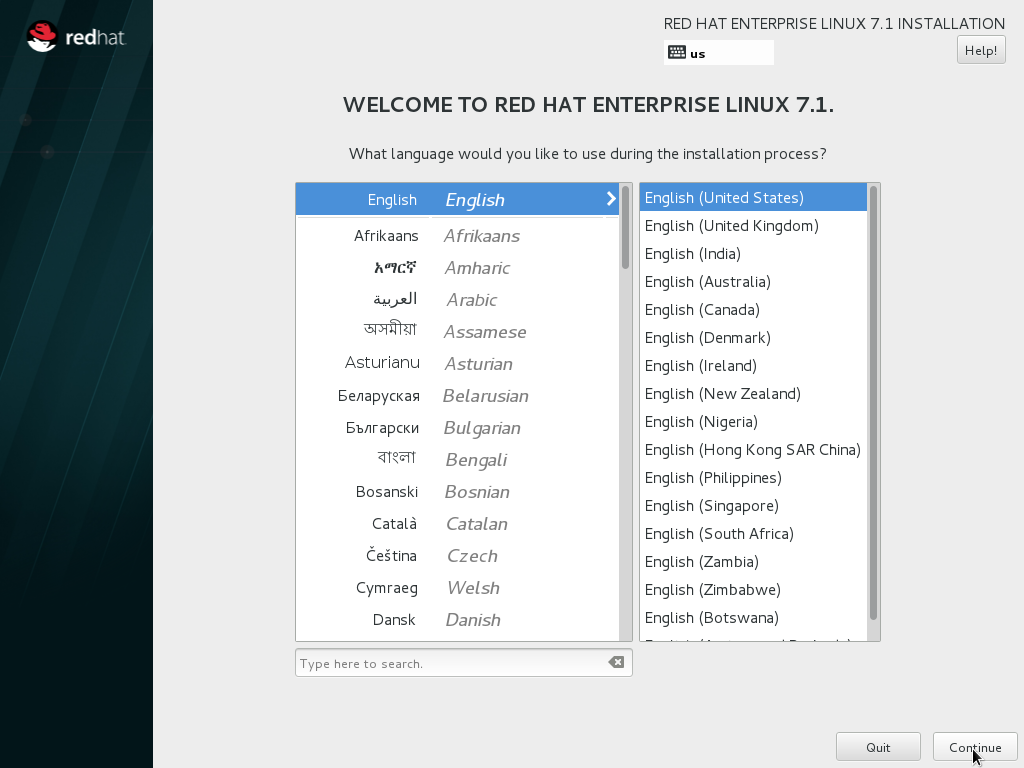 redhat.
RED HAT ENTERPRISE LINUX 7.1 INSTALLATION
us
Help!
WELCOME TO RED HAT ENTERPRISE LINUX 7.1.
What language would you like to use during the installation process?
English English
Afrikaans Afrikaans
አማርኛ Amharic
العربية Arabic
অসমীয়া Assamese
Asturianu Asturian
Беларуская Belarusian
Български Bulgarian
বাংলা Bengali
Bosanski Bosnian
Català Catalan
Čeština Czech
Cymraeg Welsh
Dansk Danish
Type here to search.
English (United States)
English (United Kingdom)
English (India)
English (Australia)
English (Canada)
English (Denmark)
English (Ireland)
English (New Zealand)
English (Nigeria)
English (Hong Kong SAR China)
English (Philippines)
English (Singapore)
English (South Africa)
English (Zambia)
English (Zimbabwe)
English (Botswana)
Quit
Continue